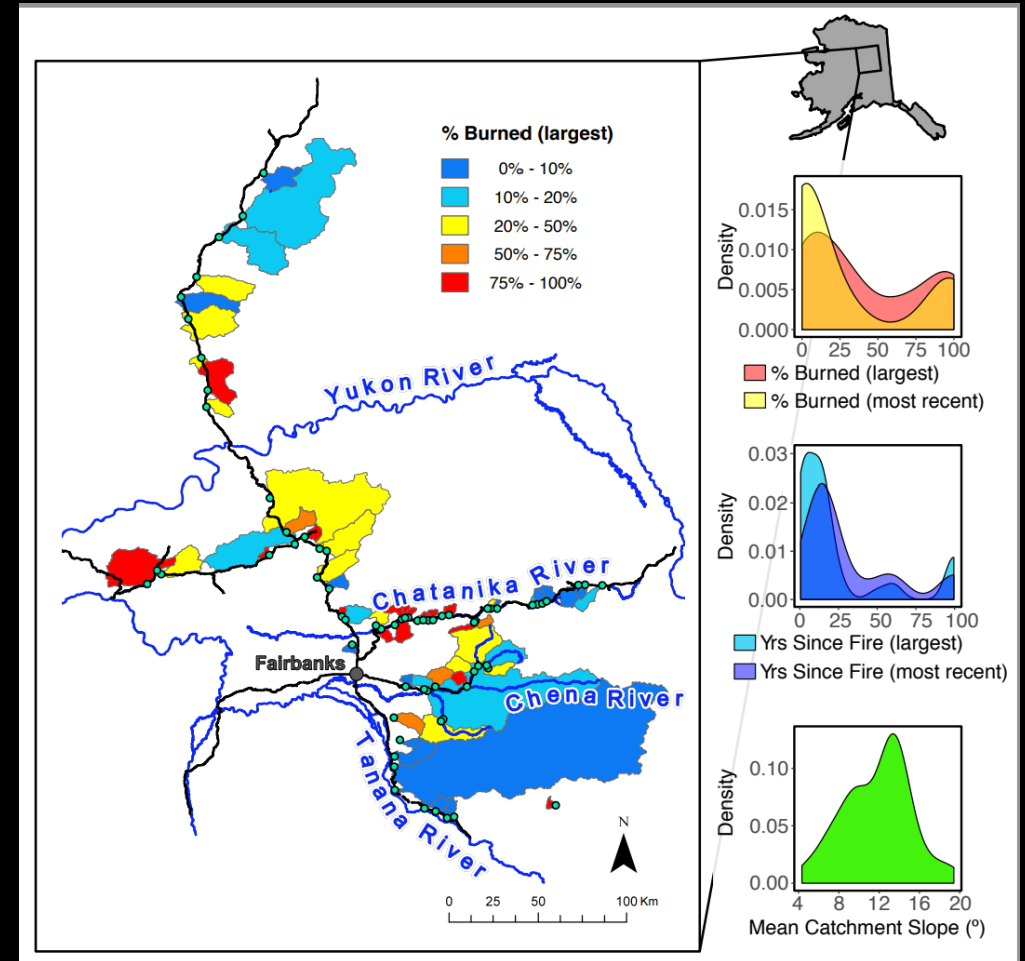 % Burned (largest)
0% - 10%
10% - 20%
20% - 50%
50% - 75%
75% - 100%
Yukon River
Chatanika River
Fairbanks
Chena River
Tanana River
N
0 25 50 100 Km
Density
0.015
0.010
0.005
0.000
0 25 50 75 100
% Burned (largest)
% Burned (most recent)
Density
0.03
0.02
0.01
0.00
0 25 50 75 100
Yrs Since Fire (largest)
Yrs Since Fire (most recent)
Density
0.10
0.05
0.00
4 8 12 16 20
Mean Catchment Slope (º)